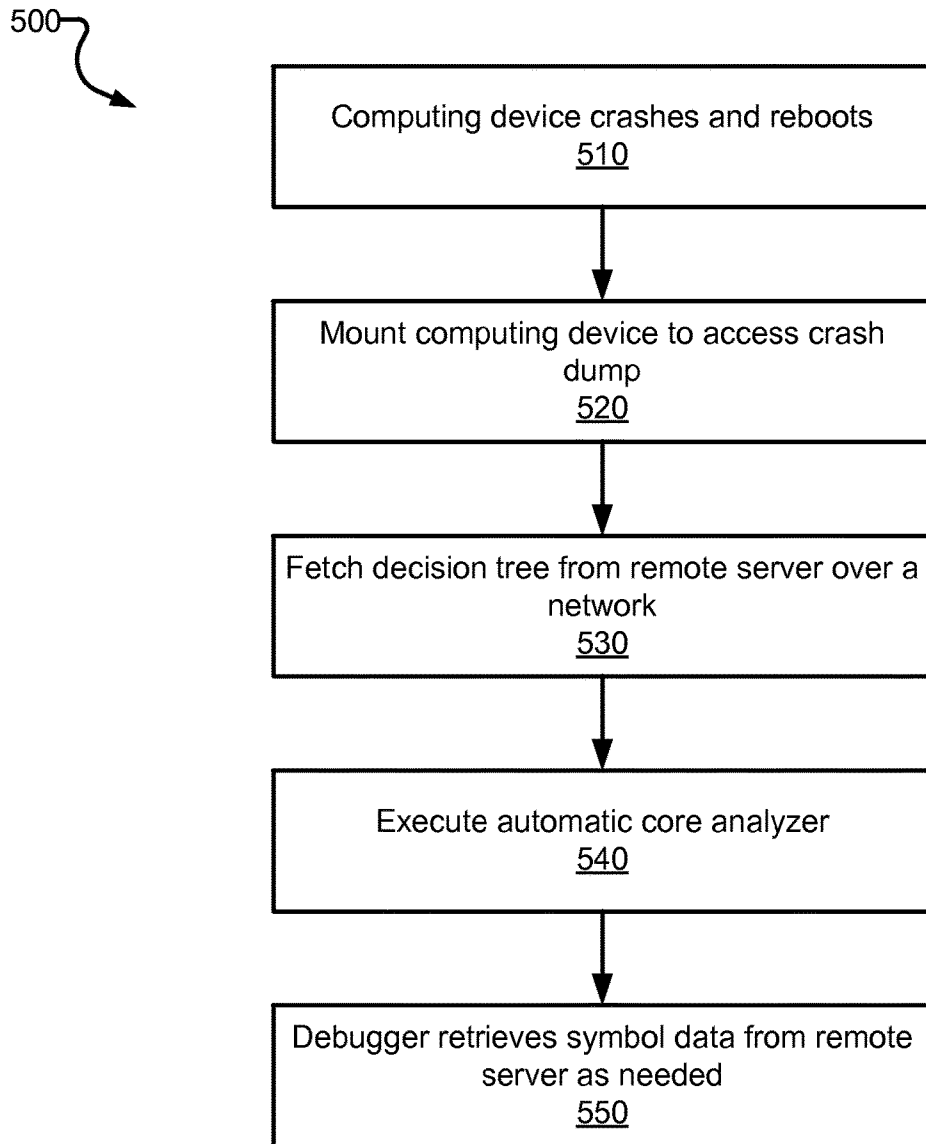 500
Computing device crashes and reboots
510
Mount computing device to access crash
dump
520
Fetch decision tree from remote server over a
network
530
Execute automatic core analyzer
540
Debugger retrieves symbol data from remote
server as needed
550